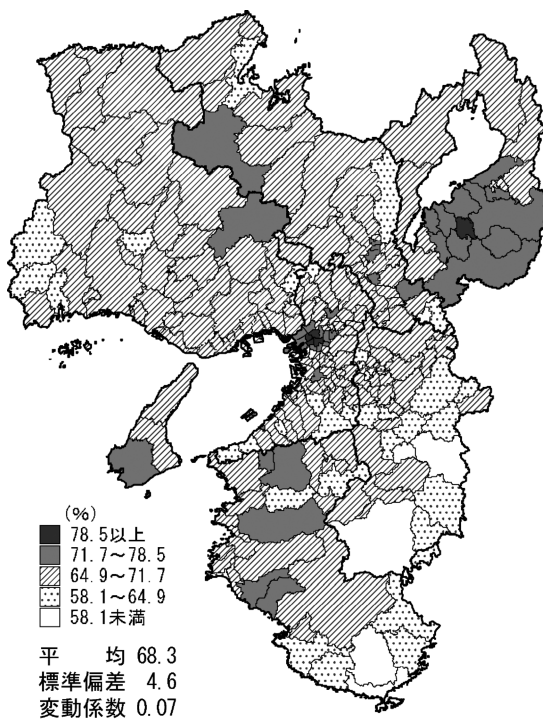 (%)
78.5以上
71.7～78.5
64.9～71.7
58.1～64.9
58.1未満
平　　均 68.3
標準偏差 4.6
変動係数 0.07